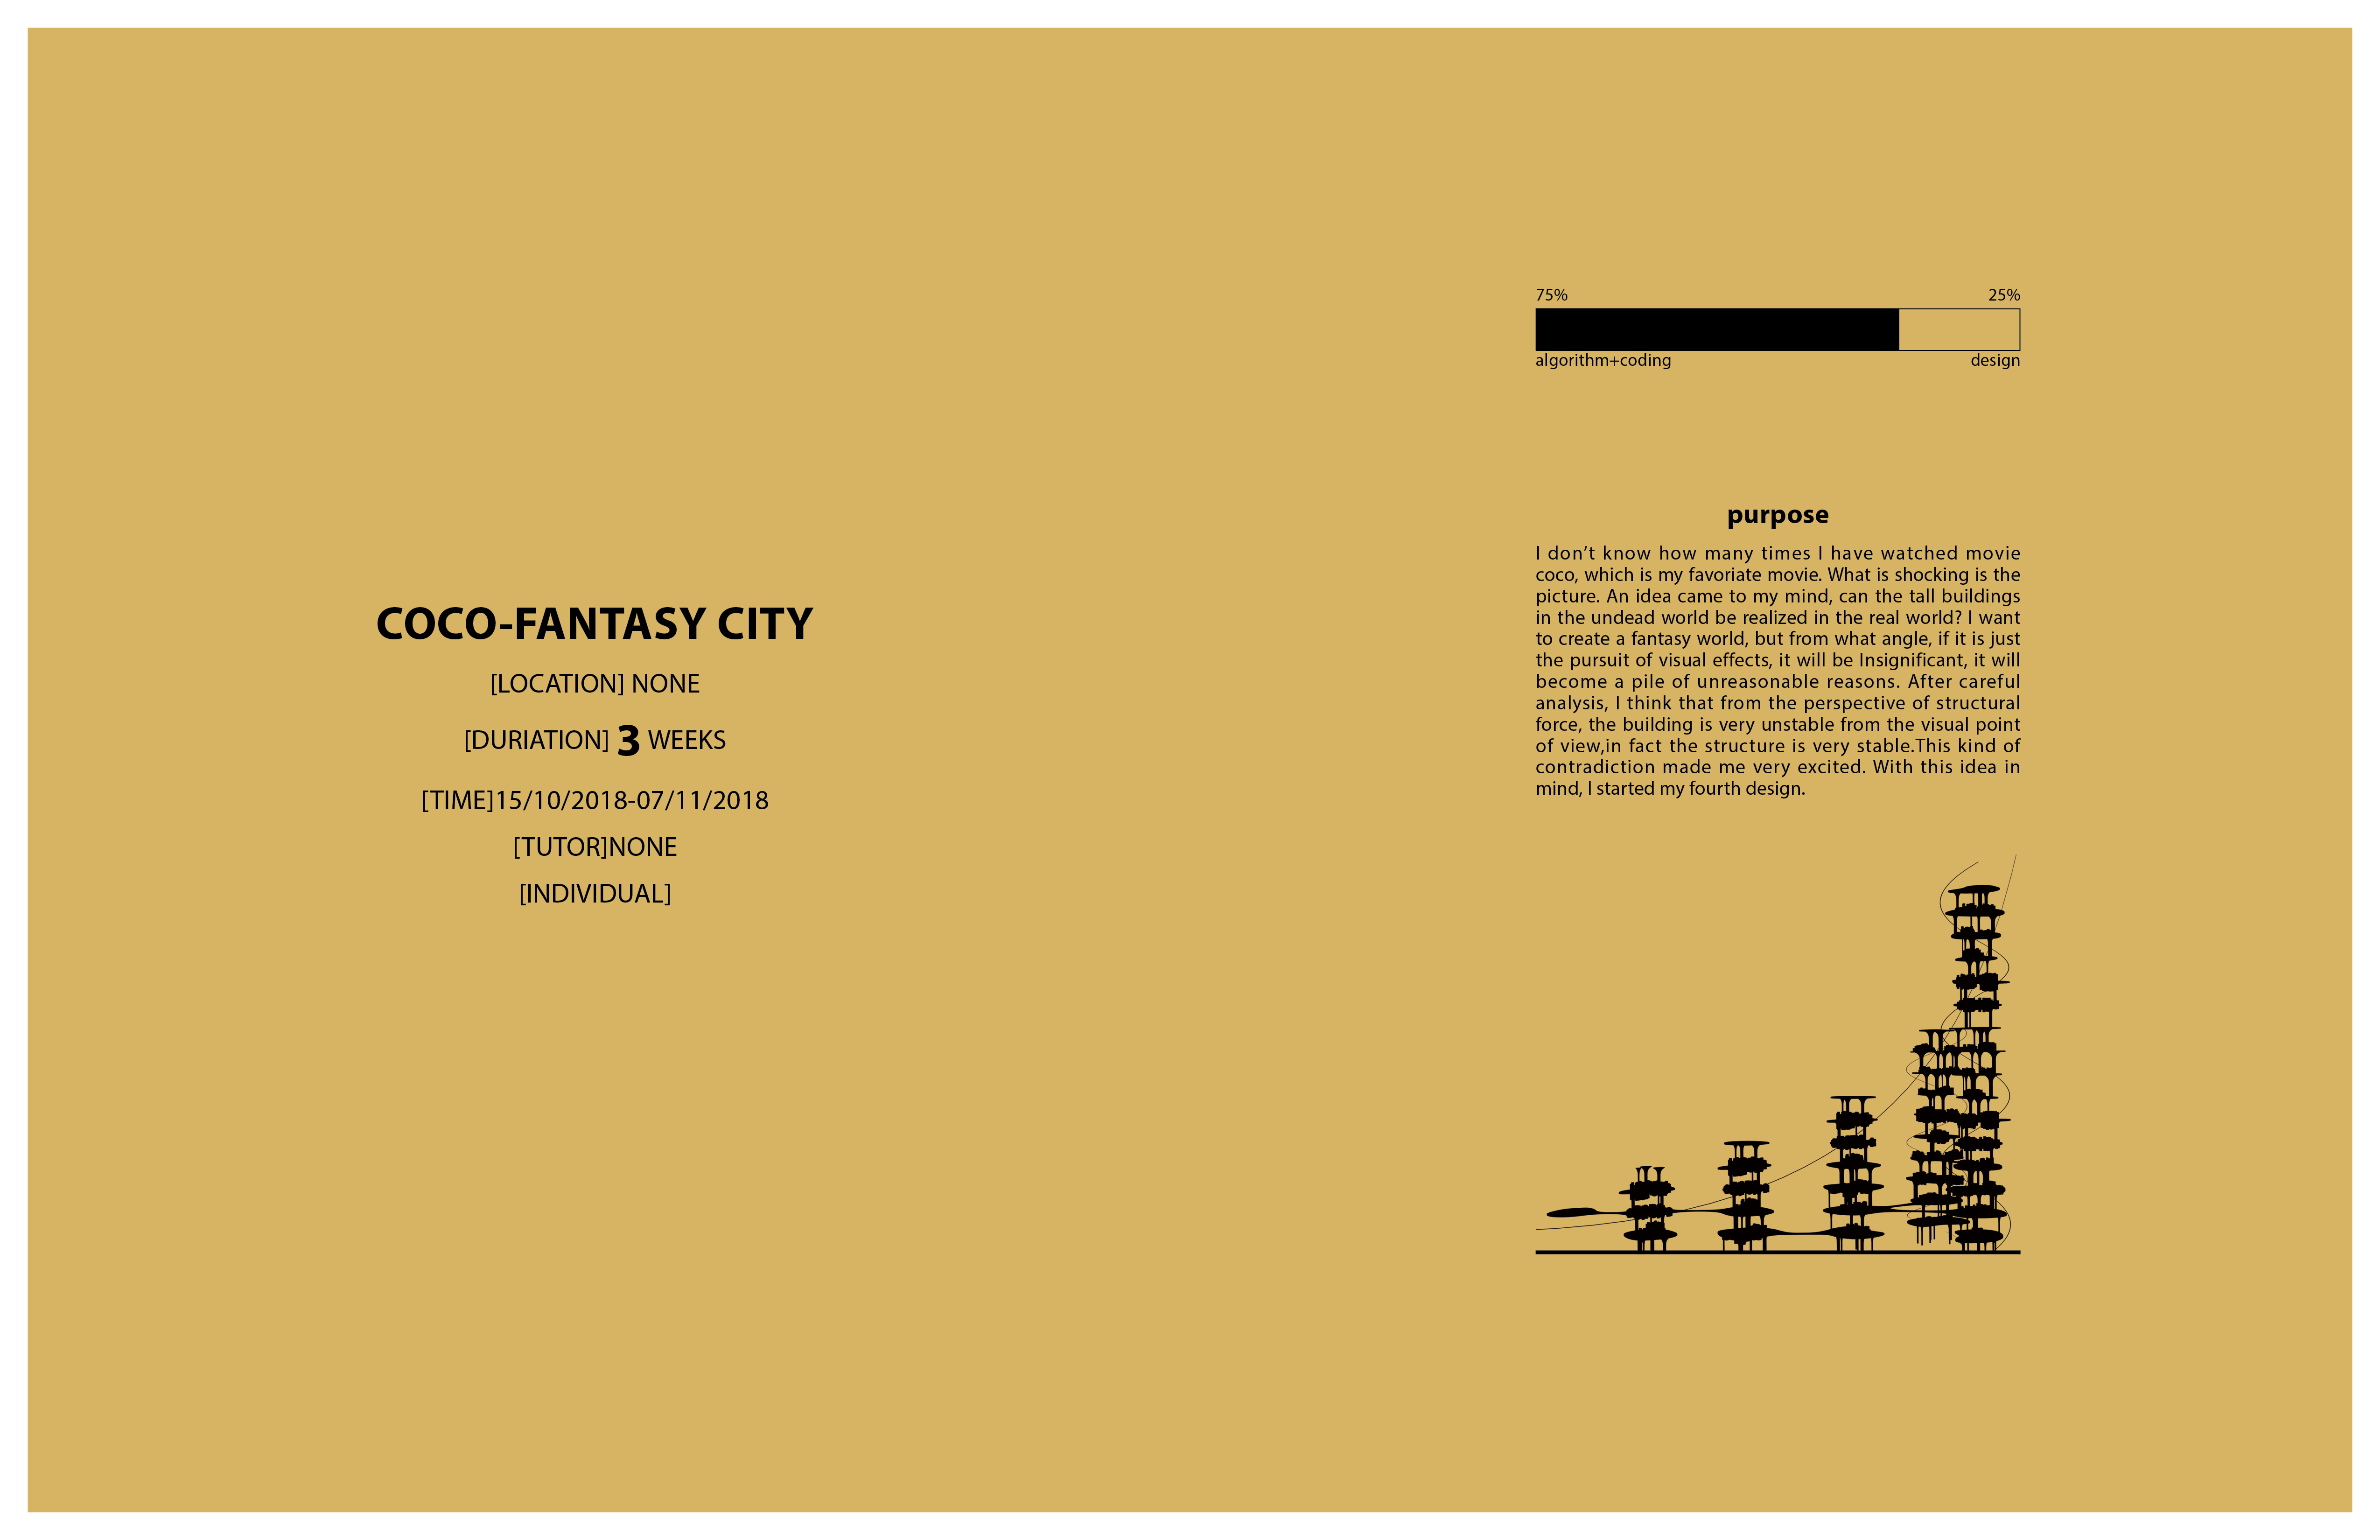 COCO-FANTASY CITY
[LOCATION] NONE
[DURIATION] 3 WEEKS
[TIME]15/10/2018-07/11/2018
[TUTOR]NONE
[INDIVIDUAL]
75%
25%
algorithm+coding
design
purpose
I don’t know how many times I have watched movie
coco, which is my favoriate movie. What is shocking is the
picture. An idea came to my mind, can the tall buildings
in the undead world be realized in the real world? I want
to create a fantasy world, but from what angle, if it is just
the pursuit of visual effects, it will be Insignificant, it will
become a pile of unreasonable reasons. After careful
analysis, I think that from the perspective of structural
force, the building is very unstable from the visual point
of view,in fact the structure is very stable.This kind of
contradiction made me very excited. With this idea in
mind, I started my fourth design.